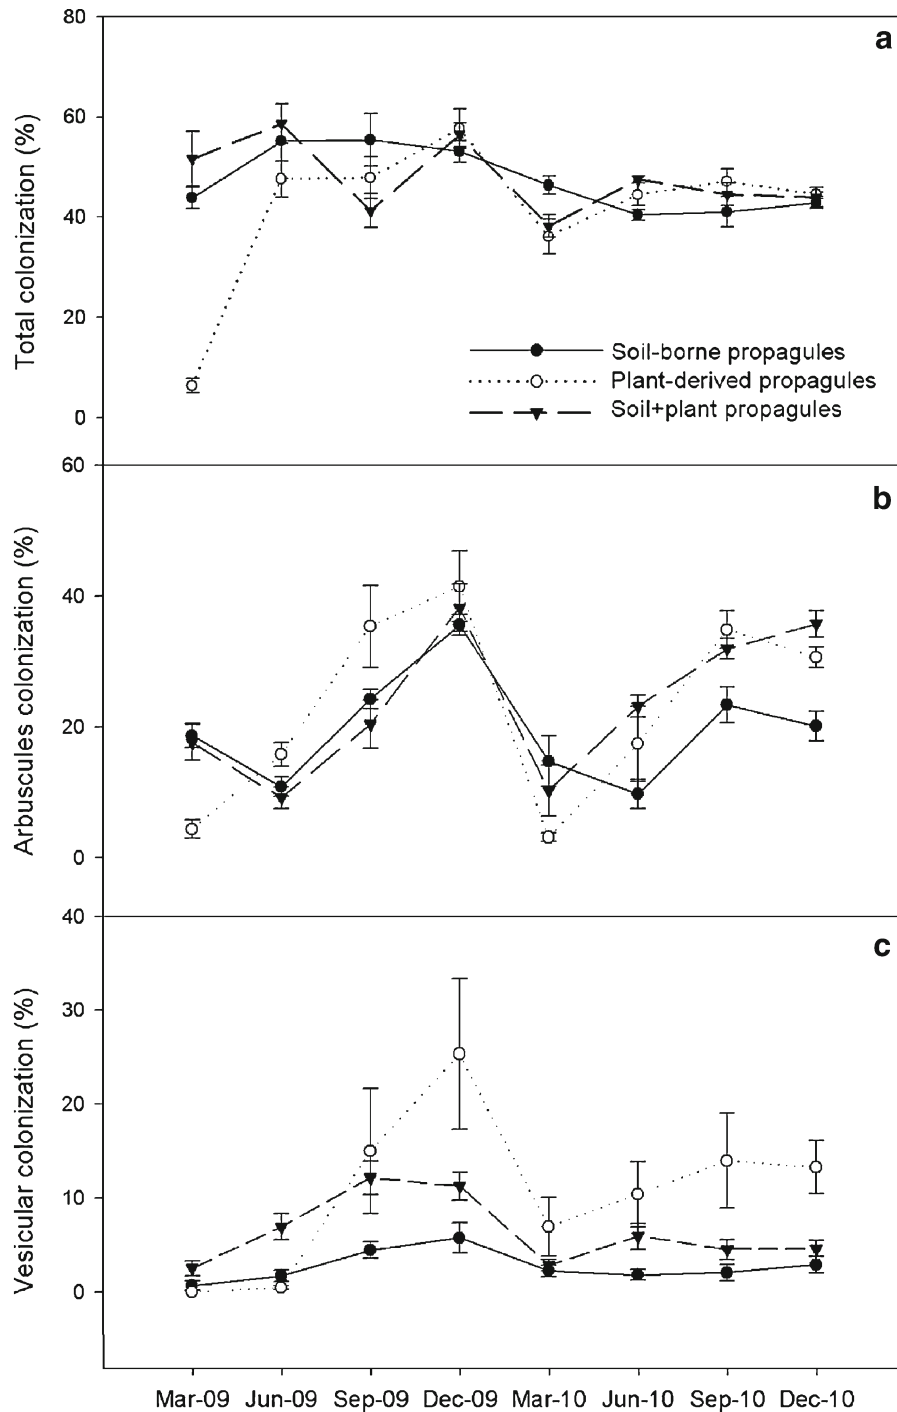 80
a
60
Total colonization (%)
40
20
Soil-borne propagules
Plant-derived propagules
Soil+plant propagules
0
60
b
Arbuscules colonization (%)
40
20
0
40
c
30
Vesicular colonization (%)
20
10
0
Mar-09 Jun-09 Sep-09 Dec-09 Mar-10 Jun-10 Sep-10 Dec-10